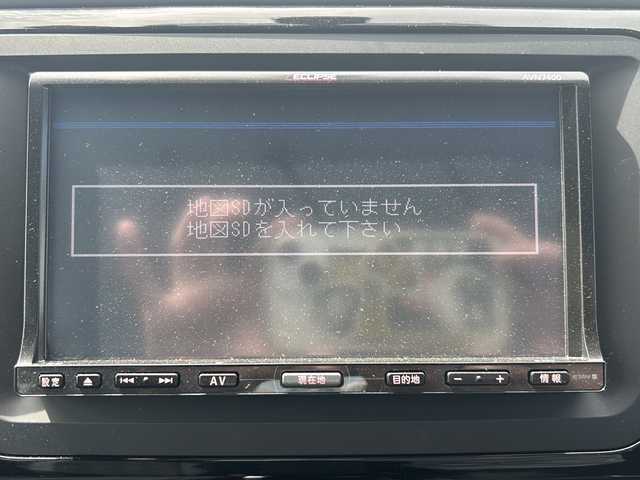 ECLIPSE
AVN7400
地図SDが入っていません
地図SDを入れて下さい
設定
AV
現在地
目的地
− +
情報